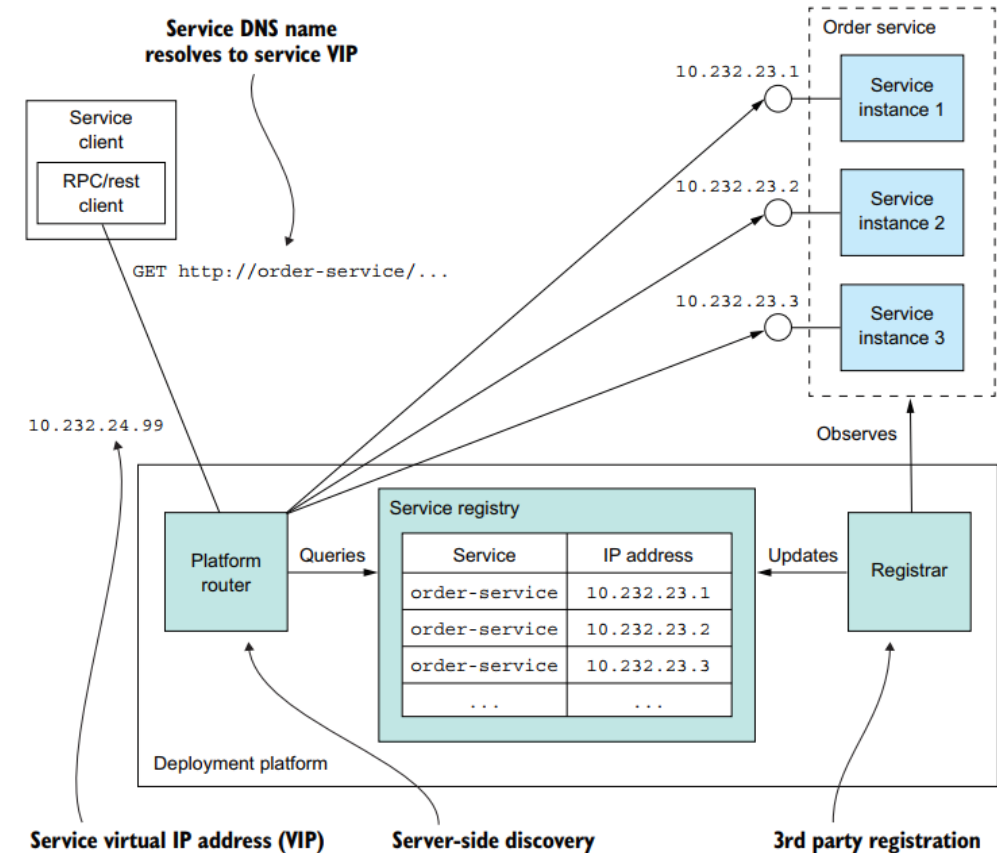 Service DNS name
resolves to service VIP
Order service
10.232.23.1
Service
instance 1
Service
client
RPC/rest
client
10.232.23.2
Service
instance 2
GET http://order-service/...
10.232.23.3
Service
instance 3
10.232.24.99
Observes
Service registry
Platform
router
Queries
Service IP address
order-service 10.232.23.1
order-service 10.232.23.2
order-service 10.232.23.3
... ...
Updates
Registrar
Deployment platform
Service virtual IP address (VIP)
Server-side discovery
3rd party registration